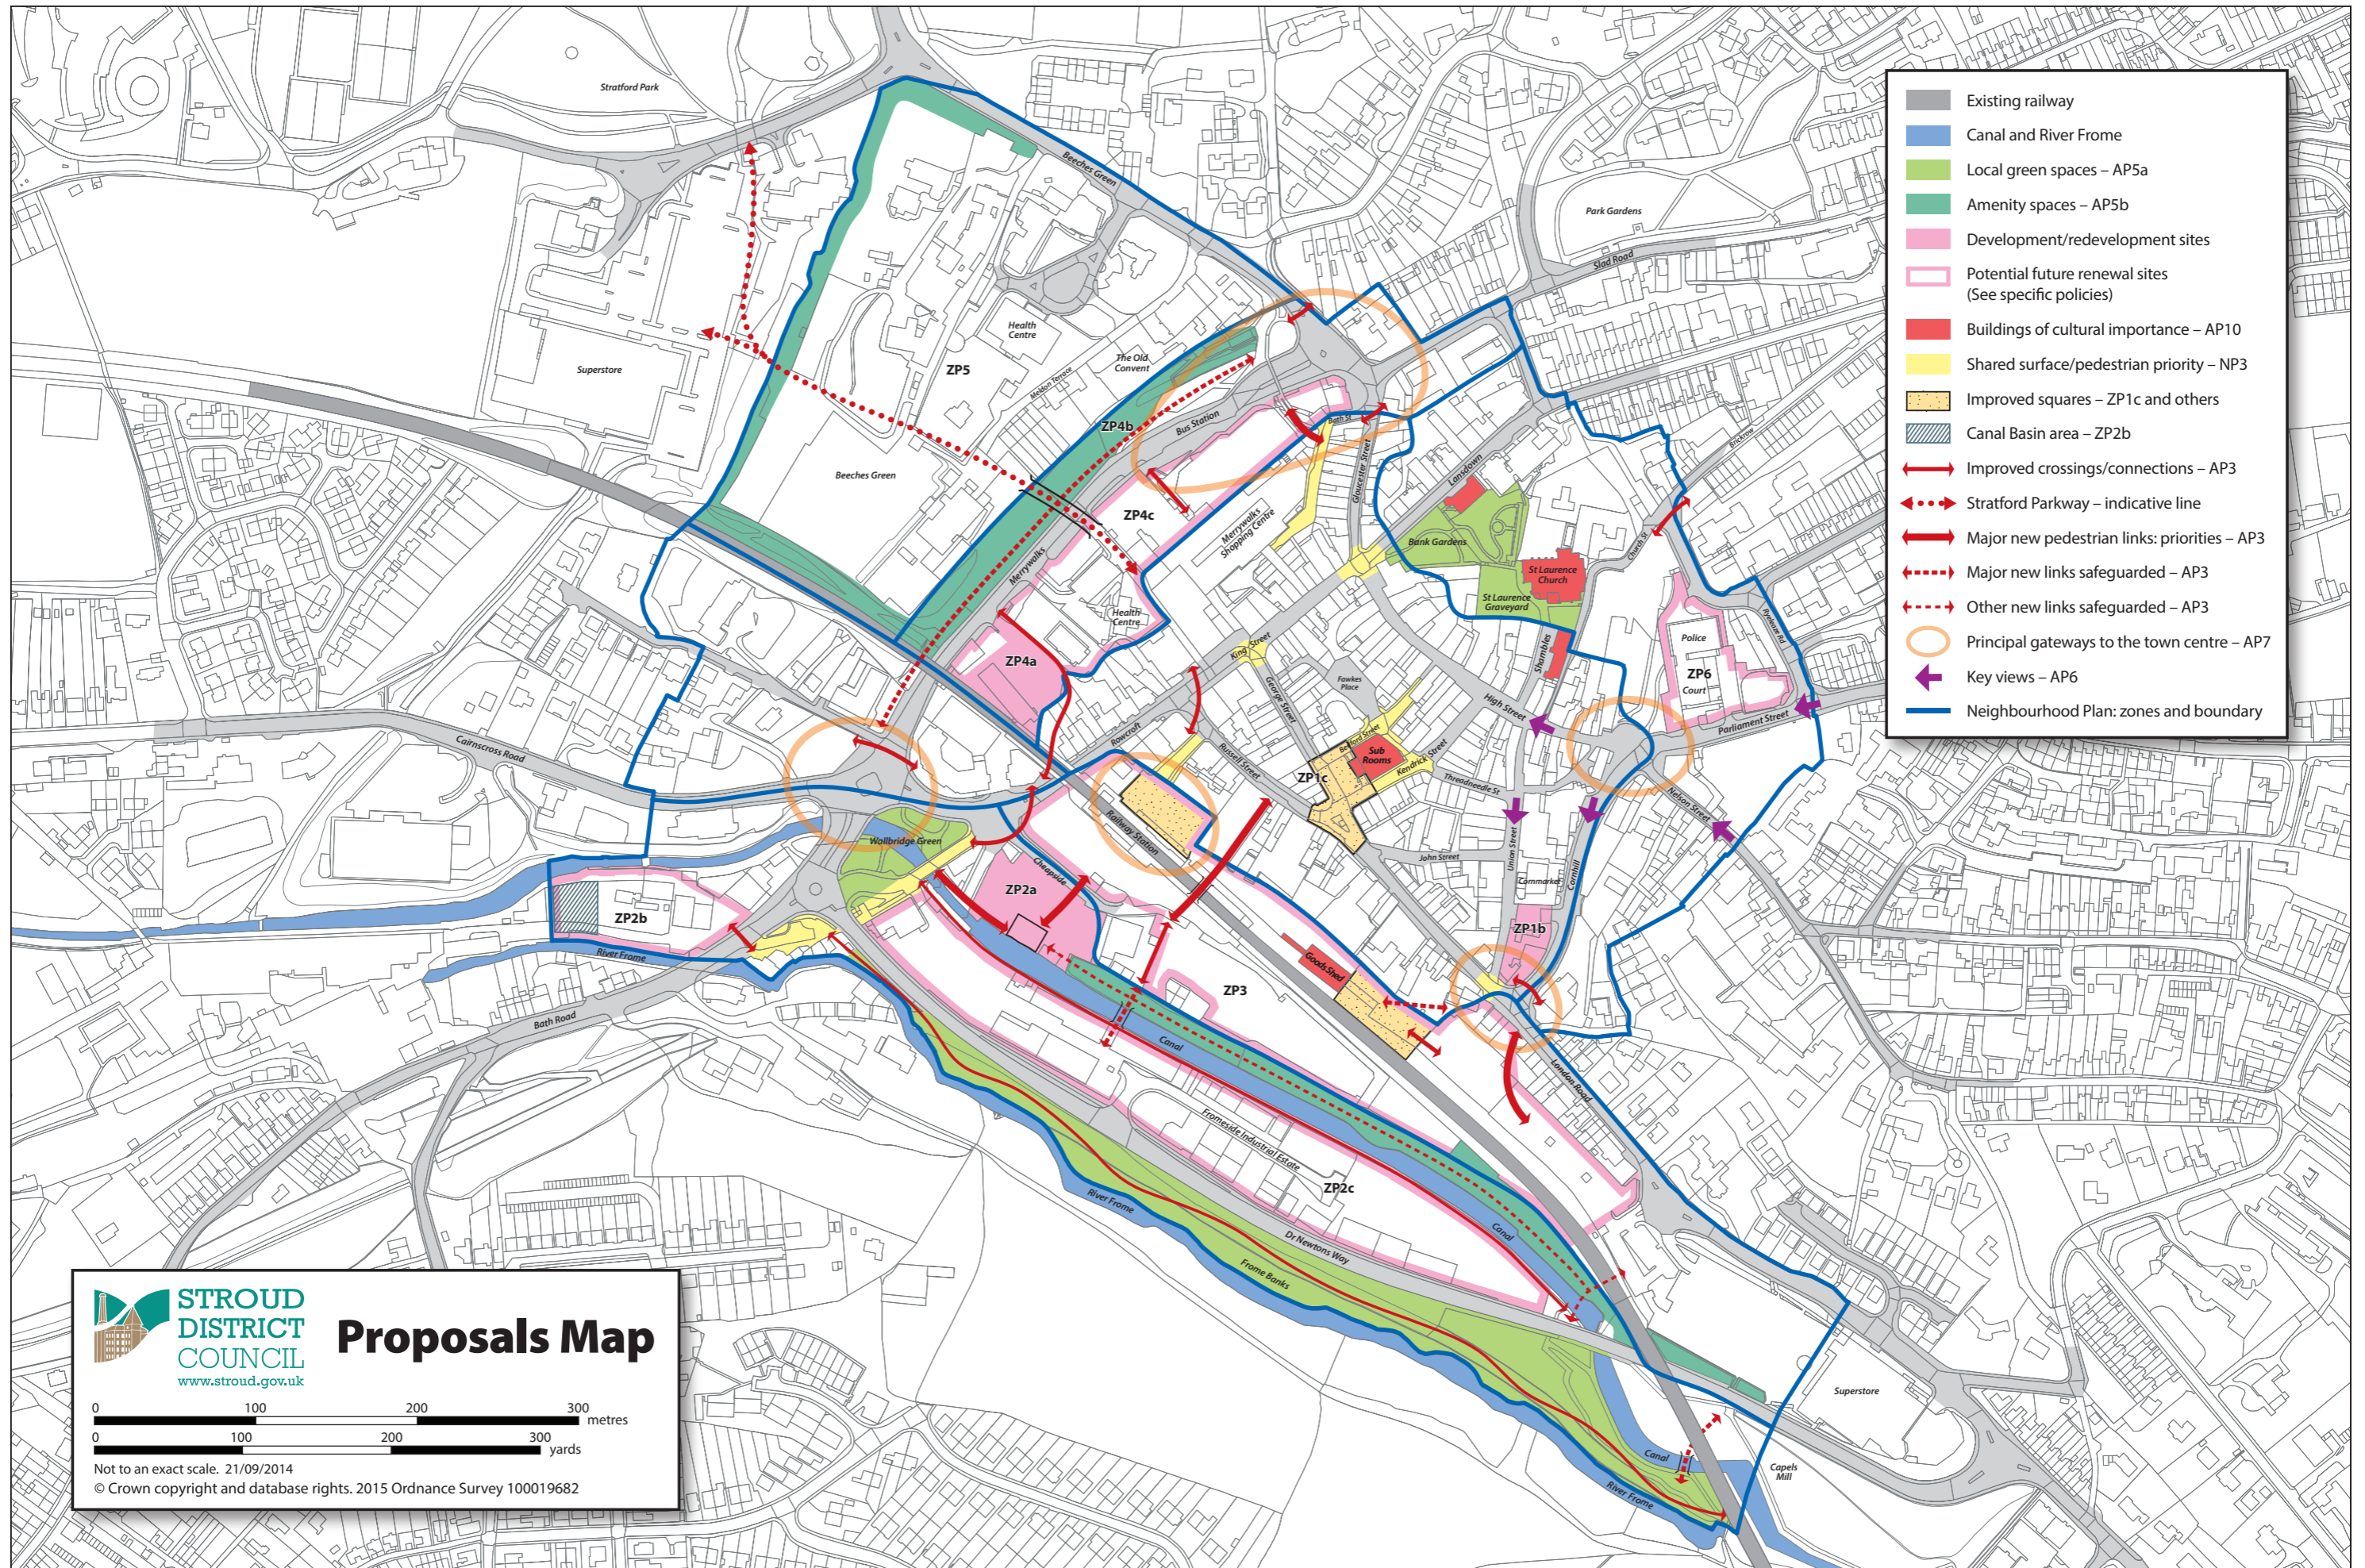 Stratford Park
Beeches Green
Park Gardens
Slad Road
Superstore
Health
Centre
The Old
Convent
ZP5
Meldon Terrace
ZP4b
Bus Station
Bath St
Beeches Green
Gloucester Street
Lansdown
Brickrow
Merrywalks
Shopping Centre
ZP4c
Bank Gardens
Church St
Merrywalks
St Laurence
Church
St Laurence
Graveyard
Health
Centre
Shambles
Police
ZP6
Court
Ryeleaze Rd
ZP4a
King Street
Fawkes
Place
George Street
High Street
Parliament Street
Cairnscross Road
Rowcroft
Russell Street
Bedford Street
Sub
Rooms
Kendrick Street
ZP1c
Threadneedle St
Nelson Street
Railway Station
Wallbridge Green
Cheapside
John Street
Union Street
Cornmarket
Cornhill
ZP2a
ZP2b
ZP1b
River Frome
Goods Shed
ZP3
Bath Road
Canal
London Road
Fromeside Industrial Estate
ZP2c
River Frome
Canal
Dr Newtons Way
Frome Banks
Superstore
Canal
Capels
Mill
River Frome
Existing railway
Canal and River Frome
Local green spaces – AP5a
Amenity spaces – AP5b
Development/redevelopment sites
Potential future renewal sites
(See specific policies)
Buildings of cultural importance – AP10
Shared surface/pedestrian priority – NP3
Improved squares – ZP1c and others
Canal Basin area – ZP2b
Improved crossings/connections – AP3
Stratford Parkway – indicative line
Major new pedestrian links: priorities – AP3
Major new links safeguarded – AP3
Other new links safeguarded – AP3
Principal gateways to the town centre – AP7
Key views – AP6
Neighbourhood Plan: zones and boundary
STROUD
DISTRICT
COUNCIL
www.stroud.gov.uk
Proposals Map
0 100 200 300 metres
0 100 200 300 yards
Not to an exact scale. 21/09/2014
© Crown copyright and database rights. 2015 Ordnance Survey 100019682